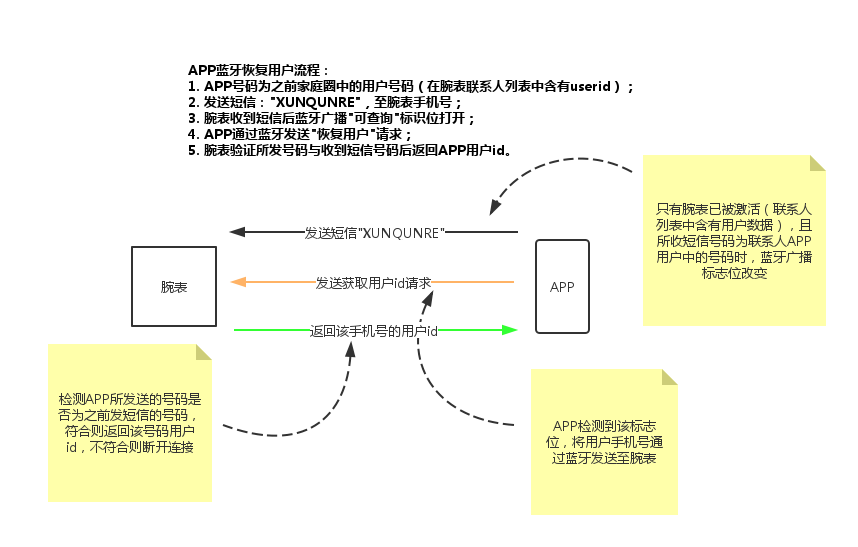 APP蓝牙恢复用户流程：
1. APP号码为之前家庭圈中的用户号码（在腕表联系人列表中含有userid）；
2. 发送短信："XUNQUNRE"，至腕表手机号；
3. 腕表收到短信后蓝牙广播"可查询"标识位打开；
4. APP通过蓝牙发送"恢复用户"请求；
5. 腕表验证所发号码与收到短信号码后返回APP用户id。
只有腕表已被激活（联系人
列表中含有用户数据），且
所收短信号码为联系人APP
用户中的号码时，蓝牙广播
标志位改变
发送短信"XUNQUNRE"
腕表
发送获取用户id请求
APP
返回该手机号的用户id
检测APP所发送的号码是
否为之前发短信的号码，
符合则返回该号码用户
id，不符合则断开连接
APP检测到该标志
位，将用户手机号通
过蓝牙发送至腕表